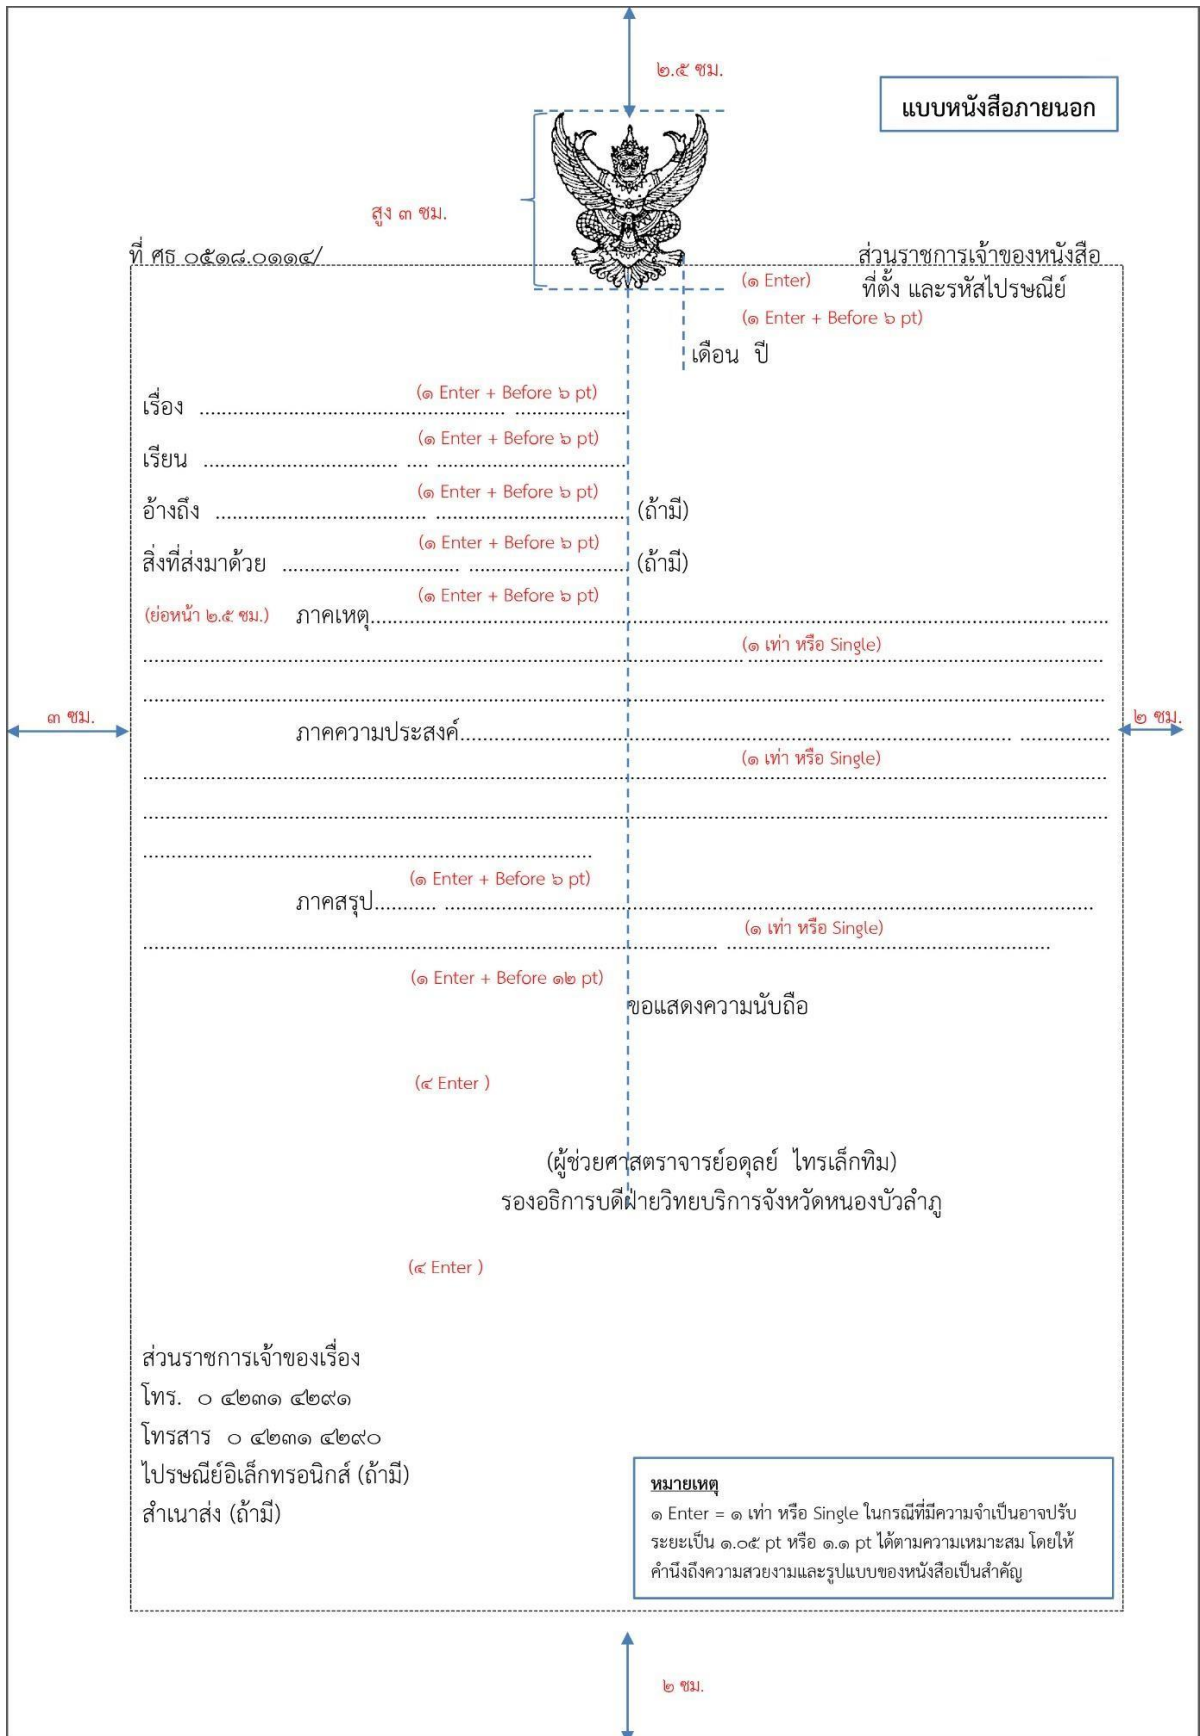 ๒.๕ ซม.
แบบหนังสือภายนอก
สูง ๓ ซม.
ที่ ศธ ๐๕๑๘.๐๑๑๔/
ส่วนราชการเจ้าของหนังสือ
(๑ Enter)
ที่ตั้ง และรหัสไปรษณีย์
(๑ Enter + Before ๖ pt)
เดือน ปี
(๑ Enter + Before ๖ pt)
เรื่อง ....................................................... ....................
(๑ Enter + Before ๖ pt)
เรียน ................................... .... ..................................
(๑ Enter + Before ๖ pt)
อ้างถึง ...................................... .................................. (ถ้ามี)
(๑ Enter + Before ๖ pt)
สิ่งที่ส่งมาด้วย ................................ ............................. (ถ้ามี)
(๑ Enter + Before ๖ pt)
(ย่อหน้า ๒.๕ ซม.) ภาคเหตุ............................................................................................................................. .......
(๑ เท่า หรือ Single)
............................................................................................................ ....................................................................
.............................................................................................................................. ................................................
๓ ซม.
๒ ซม.
ภาคความประสงค์.................................................................................................... ................
(๑ เท่า หรือ Single)
..............................................................................................................................................................................
.............................................................................................................................. ................................................
.................................................................................
(๑ Enter + Before ๖ pt)
ภาคสรุป........... .....................................................................................................................
(๑ เท่า หรือ Single)
........................................................................................................ ..........................................................
(๑ Enter + Before ๑๒ pt)
ขอแสดงความนับถือ
(๔ Enter )
(ผู้ช่วยศาสตราจารย์อดุลย์ ไทรเล็กทิม)
รองอธิการบดีฝ่ายวิทยบริการจังหวัดหนองบัวลำภู
(๔ Enter )
ส่วนราชการเจ้าของเรื่อง
โทร. ๐ ๔๒๓๑ ๔๒๙๑
โทรสาร ๐ ๔๒๓๑ ๔๒๙๐
ไปรษณีย์อิเล็กทรอนิกส์ (ถ้ามี)
สำเนาส่ง (ถ้ามี)
หมายเหตุ
๑ Enter = ๑ เท่า หรือ Single ในกรณีที่มีความจำเป็นอาจปรับ
ระยะเป็น ๑.๐๕ pt หรือ ๑.๑ pt ได้ตามความเหมาะสม โดยให้
คำนึงถึงความสวยงามและรูปแบบของหนังสือเป็นสำคัญ
๒ ซม.